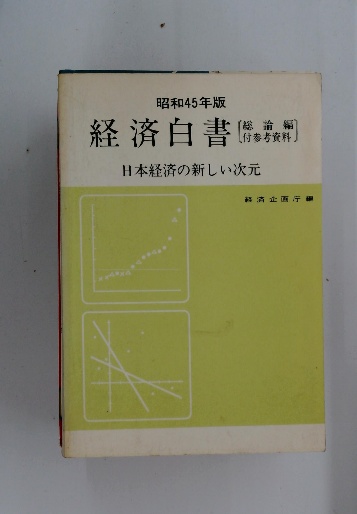 昭和45年版
経済白書〔総論編 付参考資料〕
日本経済の新しい次元
経済企画庁編